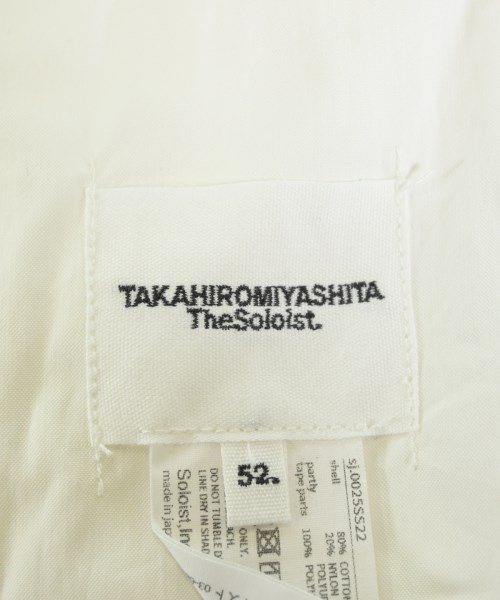 TAKAHIROMIYASHITA
TheSoloist.
52.
sj.0025SS22
shell
80% COTTON
20% NYLON
partly
tape parts
100%
ONLY.
DO NOT TUMBLE D
LINE DRY IN SHAD
Soloist, In
made in jap